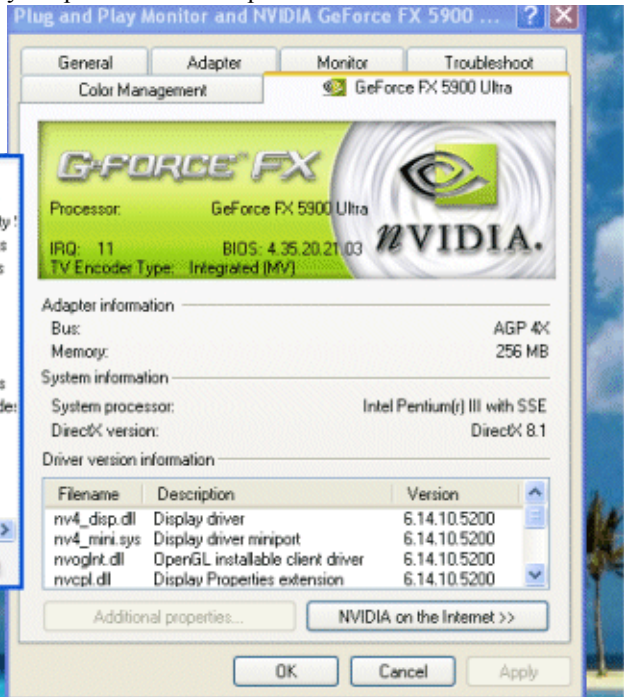 Plug and Play Monitor and NVIDIA GeForce FX 5900 ...
General Adapter Monitor Troubleshoot
Color Management GeForce FX 5900 Ultra
GeFORCE FX
Processor: GeForce FX 5900 Ultra
nVIDIA.
IRQ: 11 BIOS: 4.35.20.21.03
TV Encoder Type: Integrated (MV)
Adapter information
Bus: AGP 4X
Memory: 256 MB
System information
System processor: Intel Pentium(r) III with SSE
DirectX version: DirectX 8.1
Driver version information
Filename Description Version
nv4_disp.dll Display driver 6.14.10.5200
nv4_mini.sys Display driver miniport 6.14.10.5200
nvoglnt.dll OpenGL installable client driver 6.14.10.5200
nvcpl.dll Display Properties extension 6.14.10.5200
Additional properties... NVIDIA on the Internet >>
OK Cancel Apply